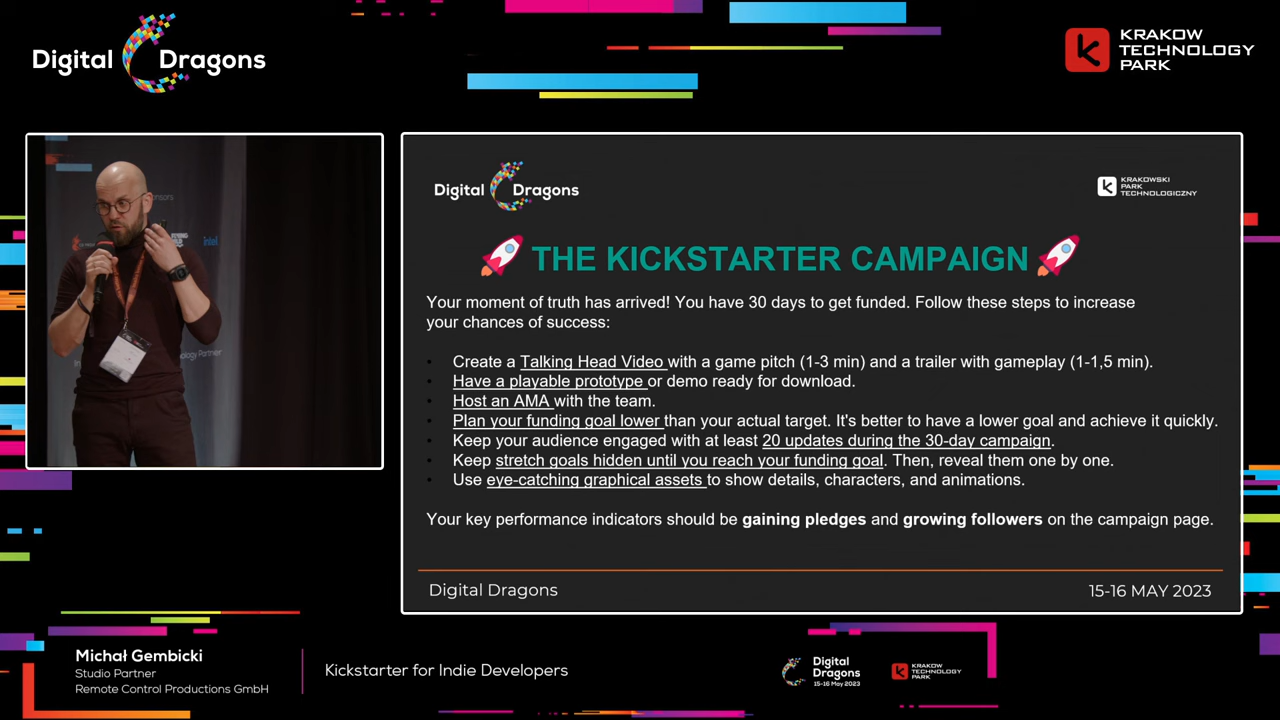 Digital Dragons
KRAKOW
TECHNOLOGY
PARK
intel
Digital Dragons
KRAKOWSKI
PARK
TECHNOLOGICZNY
THE KICKSTARTER CAMPAIGN
Your moment of truth has arrived! You have 30 days to get funded. Follow these steps to increase
your chances of success:
• Create a Talking Head Video with a game pitch (1-3 min) and a trailer with gameplay (1-1,5 min).
• Have a playable prototype or demo ready for download.
• Host an AMA with the team.
• Plan your funding goal lower than your actual target. It's better to have a lower goal and achieve it quickly.
• Keep your audience engaged with at least 20 updates during the 30-day campaign.
• Keep stretch goals hidden until you reach your funding goal. Then, reveal them one by one.
• Use eye-catching graphical assets to show details, characters, and animations.
Your key performance indicators should be gaining pledges and growing followers on the campaign page.
Digital Dragons
15-16 MAY 2023
Michał Gembicki
Studio Partner
Remote Control Productions GmbH
Kickstarter for Indie Developers
Digital
Dragons
15-16 May 2023
KRAKOW
TECHNOLOGY
PARK